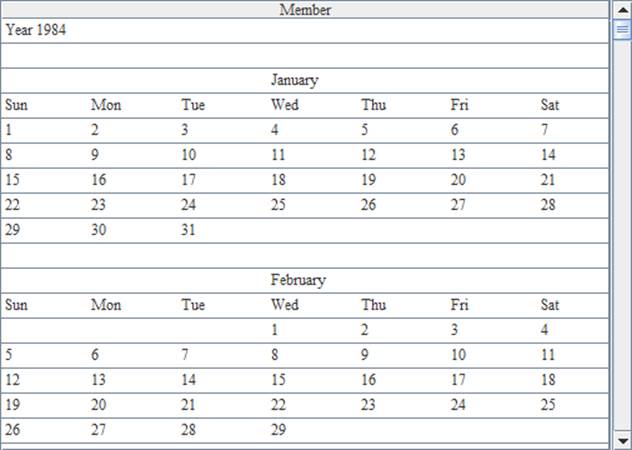 Member
Year 1984
January
Sun Mon Tue Wed Thu Fri Sat
1 2 3 4 5 6 7
8 9 10 11 12 13 14
15 16 17 18 19 20 21
22 23 24 25 26 27 28
29 30 31
February
Sun Mon Tue Wed Thu Fri Sat
1 2 3 4
5 6 7 8 9 10 11
12 13 14 15 16 17 18
19 20 21 22 23 24 25
26 27 28 29